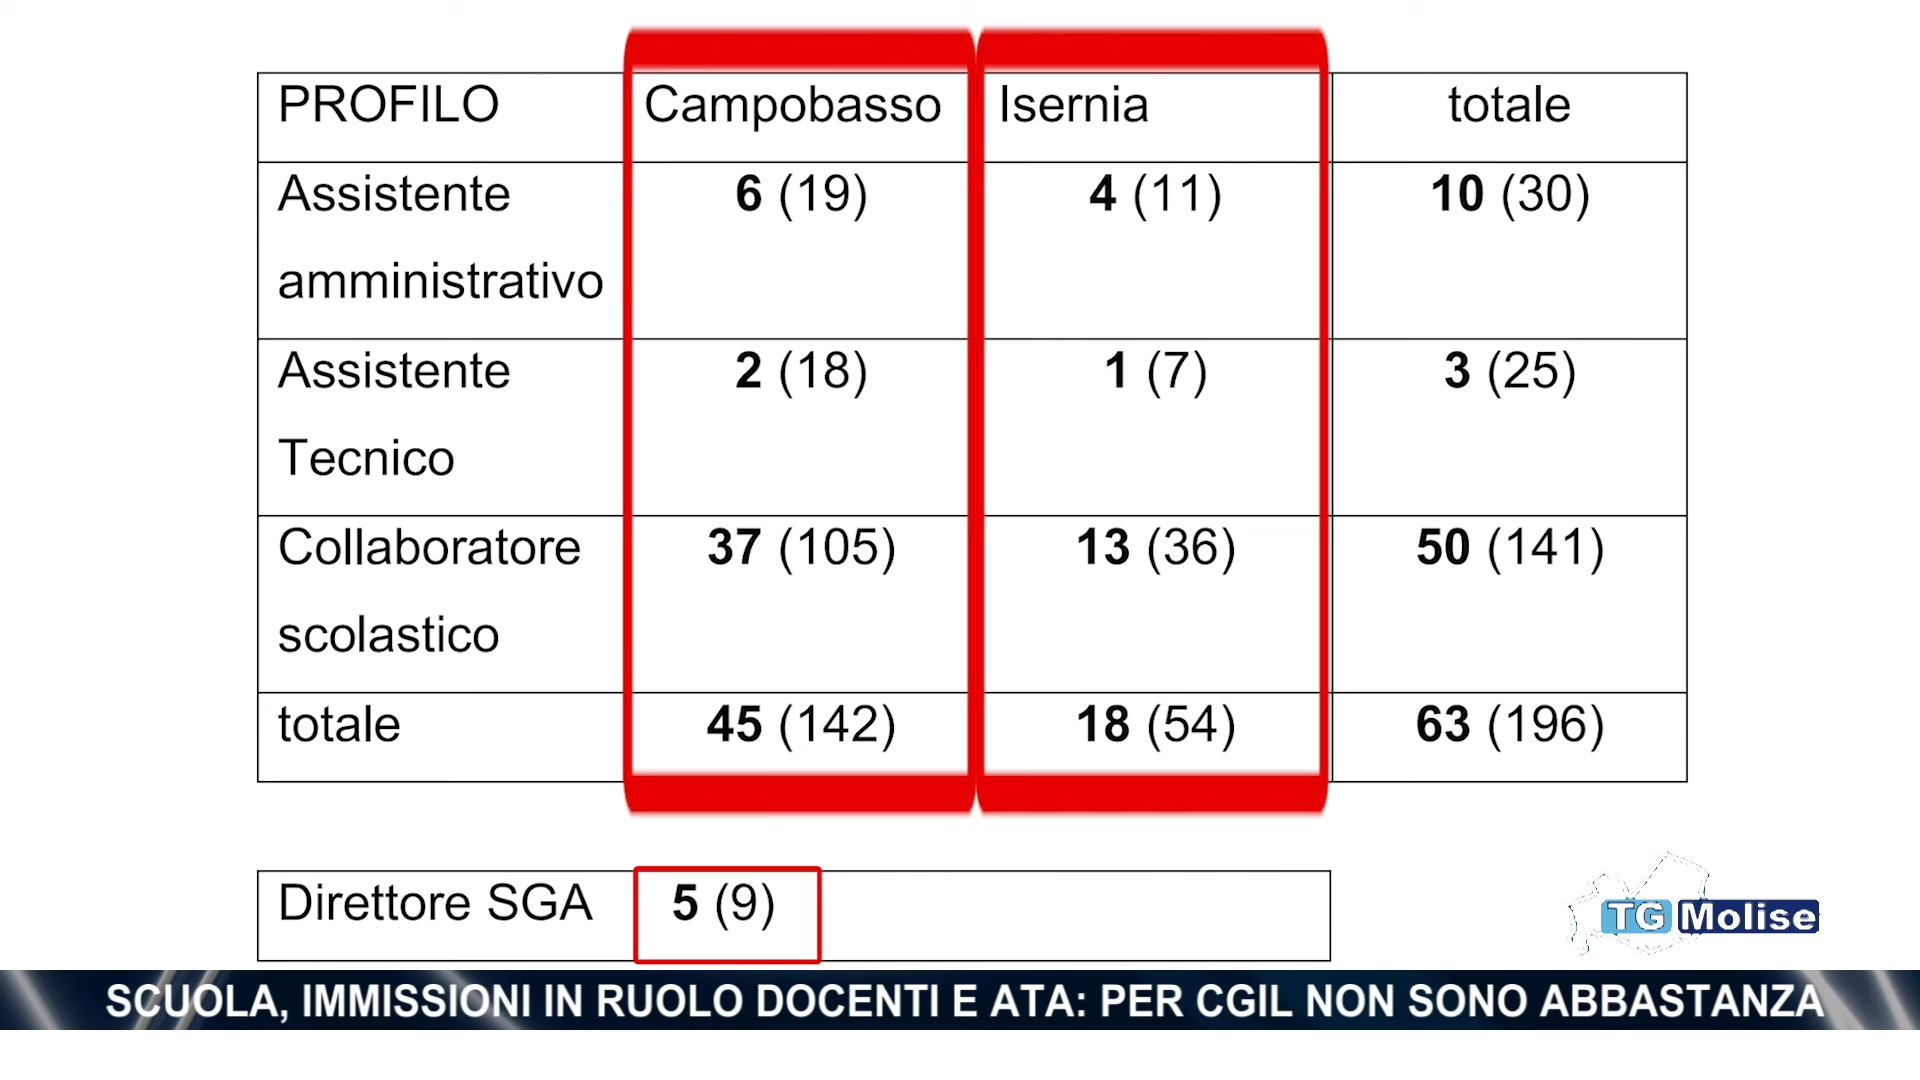 PROFILO Campobasso Isernia totale
Assistente 6 (19) 4 (11) 10 (30)
amministrativo
Assistente 2 (18) 1 (7) 3 (25)
Tecnico
Collaboratore 37 (105) 13 (36) 50 (141)
scolastico
totale 45 (142) 18 (54) 63 (196)
Direttore SGA 5 (9)
TG Molise
SCUOLA, IMMISSIONI IN RUOLO DOCENTI E ATA: PER CGIL NON SONO ABBASTANZA